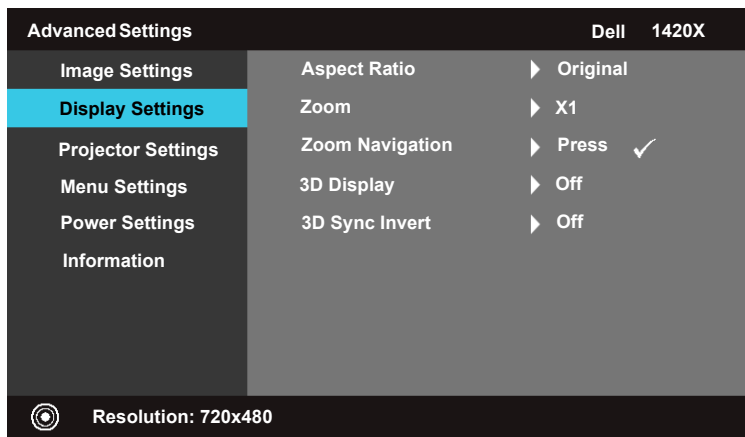 Advanced Settings Dell 1420X
Image Settings Aspect Ratio Original
Display Settings Zoom X1
Projector Settings Zoom Navigation Press
Menu Settings 3D Display Off
Power Settings 3D Sync Invert Off
Information
Resolution: 720x480